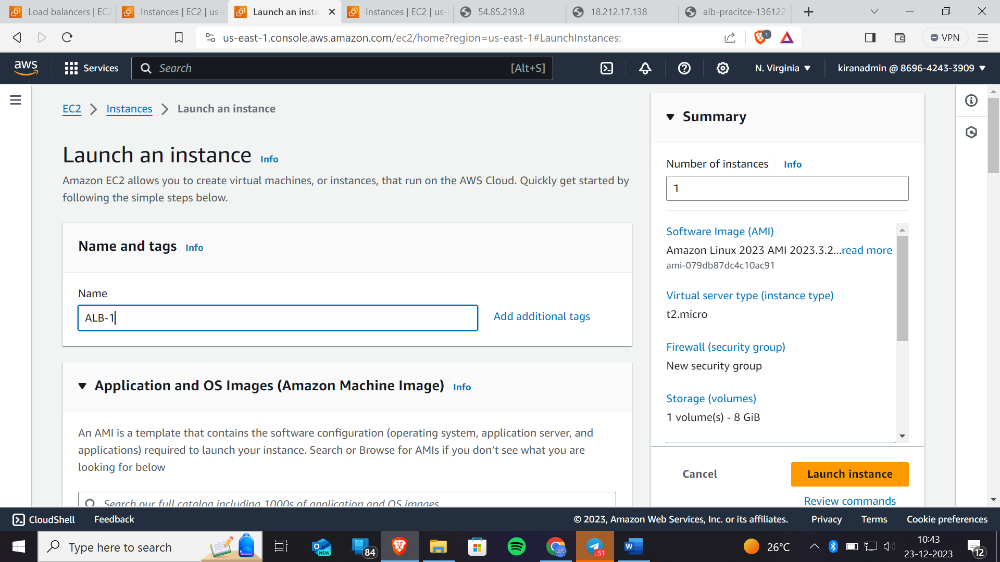 Load balancers | EC2
Instances | EC2 | us-e
Launch an insta
Instances | EC2 | us-e
54.85.219.8
18.212.17.138
alb-pracitce-136122
us-east-1.console.aws.amazon.com/ec2/home?region=us-east-1#LaunchInstances:
1
VPN
aws
Services
Search
[Alt+S]
N. Virginia
kiranadmin @ 8696-4243-3909
EC2
Instances
Launch an instance
Launch an instance
Info
Amazon EC2 allows you to create virtual machines, or instances, that run on the AWS Cloud. Quickly get started by
following the simple steps below.
Name and tags
Info
Name
ALB-1
Add additional tags
Application and OS Images (Amazon Machine Image)
Info
An AMI is a template that contains the software configuration (operating system, application server, and
applications) required to launch your instance. Search or Browse for AMIs if you don't see what you are
looking for below
Search our full catalog including 1000s of application and OS images
Summary
Number of instances
Info
1
Software Image (AMI)
Amazon Linux 2023 AMI 2023.3.2...read more
ami-079db87dc4c10ac91
Virtual server type (instance type)
t2.micro
Firewall (security group)
New security group
Storage (volumes)
1 volume(s) - 8 GiB
Cancel
Launch instance
Review commands
CloudShell
Feedback
© 2023, Amazon Web Services, Inc. or its affiliates.
Privacy
Terms
Cookie preferences
Type here to search
NEW
84
..51
W
26°C
10:43
23-12-2023
12